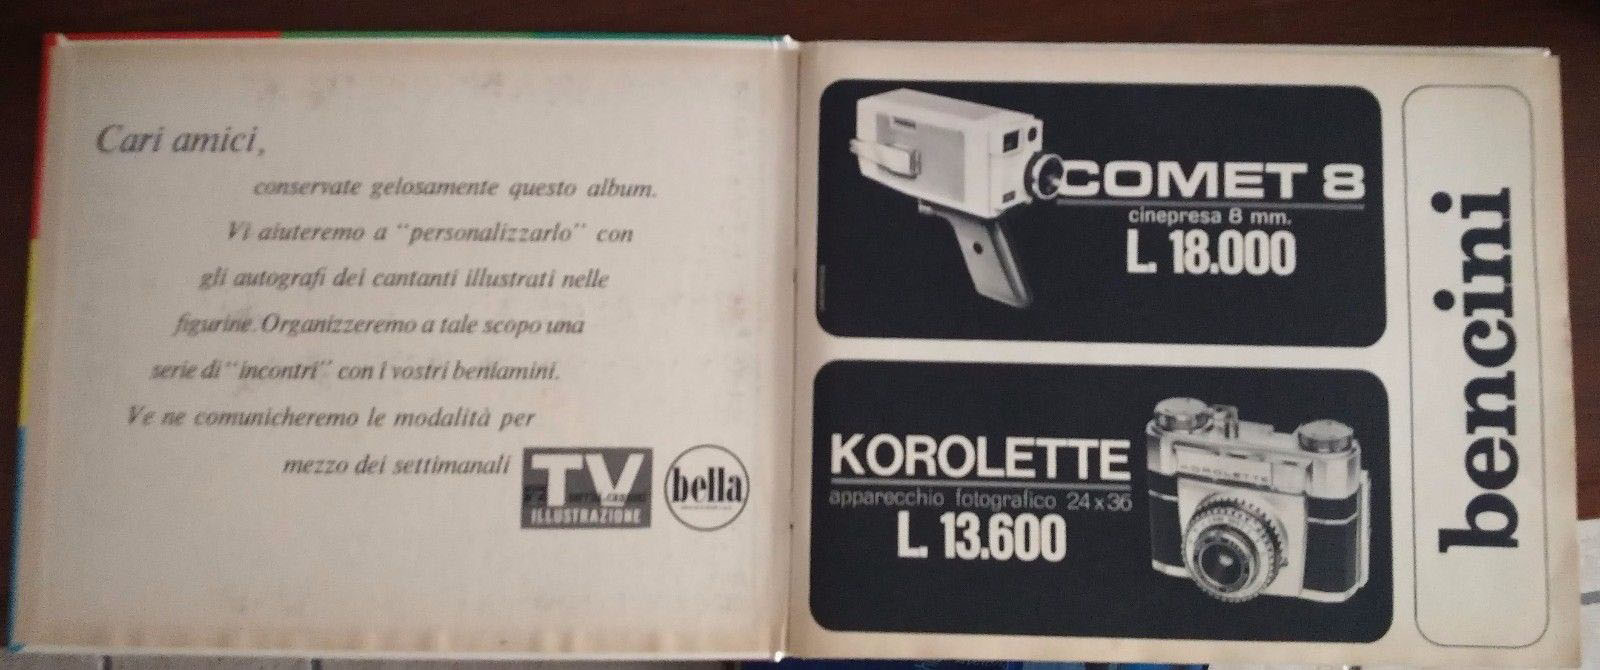 Cari amici,
conservate gelosamente questo album.
Vi aiuteremo a "personalizzarlo" con
gli autografi dei cantanti illustrati nelle
figurine. Organizzeremo a tale scopo una
serie di "incontri" con i vostri beniamini.
Ve ne comunicheremo le modalità per
mezzo dei settimanali
TV
ILLUSTRAZIONE
bella
COMET 8
cinepresa 8 mm.
L. 18.000
KOROLETTE
apparecchio fotografico 24x36
L. 13.600
KOROLETTE
bencini